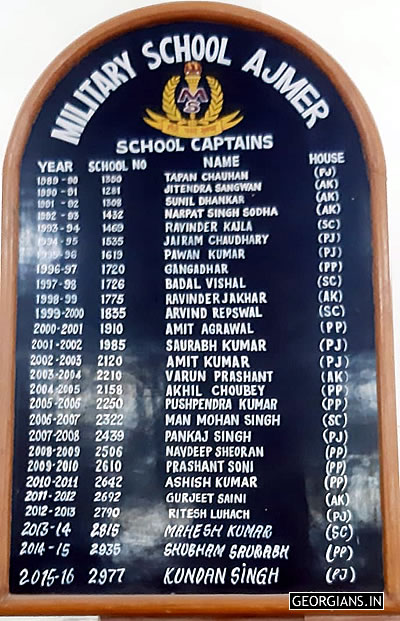 MILITARY SCHOOL AJMER
MS
SCHOOL CAPTAINS
YEAR SCHOOL NO NAME HOUSE
1989-90 1350 TAPAN CHAUHAN (PJ)
1990-91 1281 JITENDRA SANGWAN (AK)
1991-92 1308 SUNIL DHANKAR (AK)
1992-93 1432 NARPAT SINGH SODHA (AK)
1993-94 1469 RAVINDER KAJLA (SC)
1994-95 1535 JAIRAM CHAUDHARY (PJ)
1995-96 1619 PAWAN KUMAR (PJ)
1996-97 1720 GANGADHAR (PP)
1997-98 1726 BADAL VISHAL (SC)
1998-99 1775 RAVINDER JAKHAR (AK)
1999-2000 1835 ARVIND REPSWAL (SC)
2000-2001 1910 AMIT AGRAWAL (PP)
2001-2002 1985 SAURABH KUMAR (PJ)
2002-2003 2120 AMIT KUMAR (PJ)
2003-2004 2210 VARUN PRASHANT (AK)
2004-2005 2158 AKHIL CHOUBEY (PP)
2005-2006 2250 PUSHPENDRA KUMAR (PP)
2006-2007 2322 MAN MOHAN SINGH (SC)
2007-2008 2439 PANKAJ SINGH (PJ)
2008-2009 2506 NAVDEEP SHEORAN (PP)
2009-2010 2610 PRASHANT SONI (PP)
2010-2011 2642 ASHISH KUMAR (PP)
2011-2012 2692 GURJEET SAINI (AK)
2012-2013 2790 RITESH LUHACH (PJ)
2013-14 2815 MAHESH KUMAR (SC)
2014-15 2935 SHUBHAM SAURABH (PP)
2015-16 2977 KUNDAN SINGH (PJ)
GEORGIANS.IN